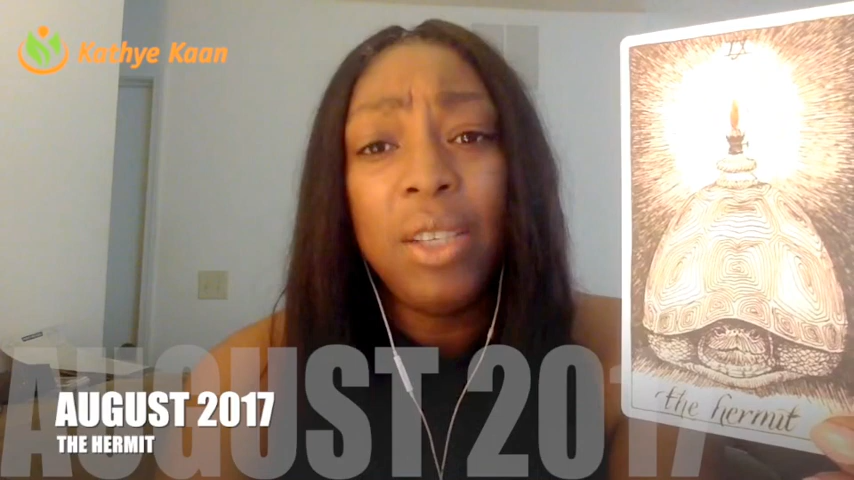 Kathye Kaan
IX
the hermit
AUGUST 2017
AUGUST 2017
THE HERMIT